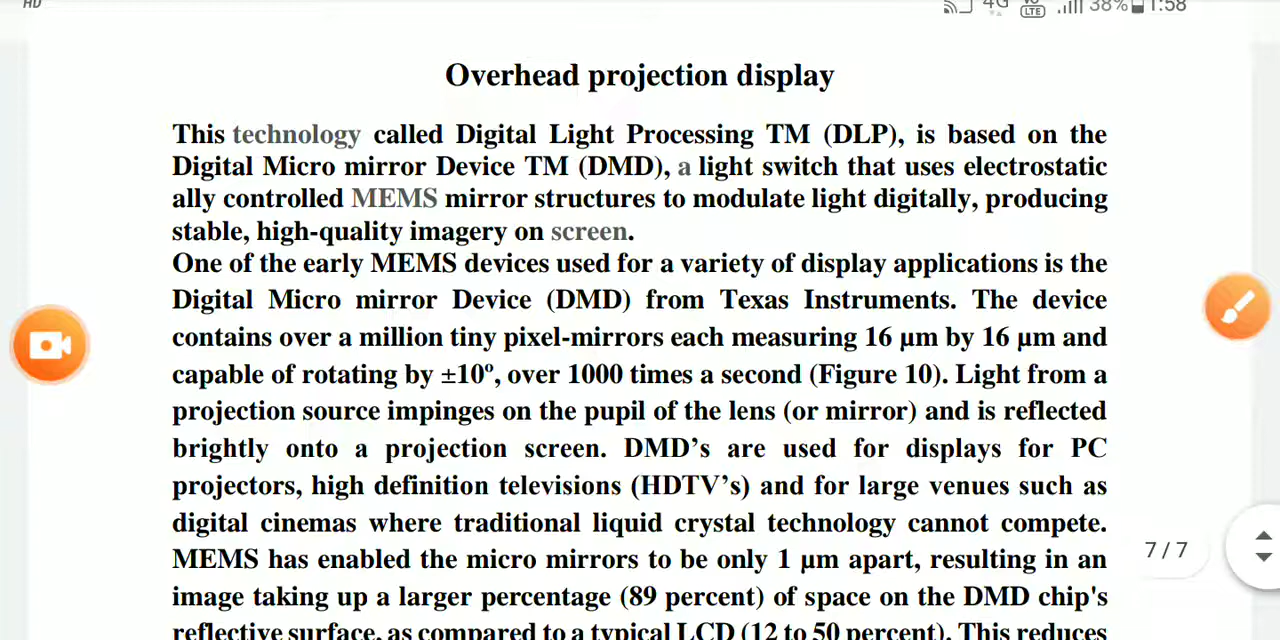 HD
4G VO LTE 38% 1:58
Overhead projection display
This technology called Digital Light Processing TM (DLP), is based on the
Digital Micro mirror Device TM (DMD), a light switch that uses electrostatic
ally controlled MEMS mirror structures to modulate light digitally, producing
stable, high-quality imagery on screen.
One of the early MEMS devices used for a variety of display applications is the
Digital Micro mirror Device (DMD) from Texas Instruments. The device
contains over a million tiny pixel-mirrors each measuring 16 µm by 16 µm and
capable of rotating by ±10º, over 1000 times a second (Figure 10). Light from a
projection source impinges on the pupil of the lens (or mirror) and is reflected
brightly onto a projection screen. DMD’s are used for displays for PC
projectors, high definition televisions (HDTV’s) and for large venues such as
digital cinemas where traditional liquid crystal technology cannot compete.
MEMS has enabled the micro mirrors to be only 1 µm apart, resulting in an
image taking up a larger percentage (89 percent) of space on the DMD chip's
reflective surface, as compared to a typical LCD (12 to 50 percent). This reduces
7 / 7